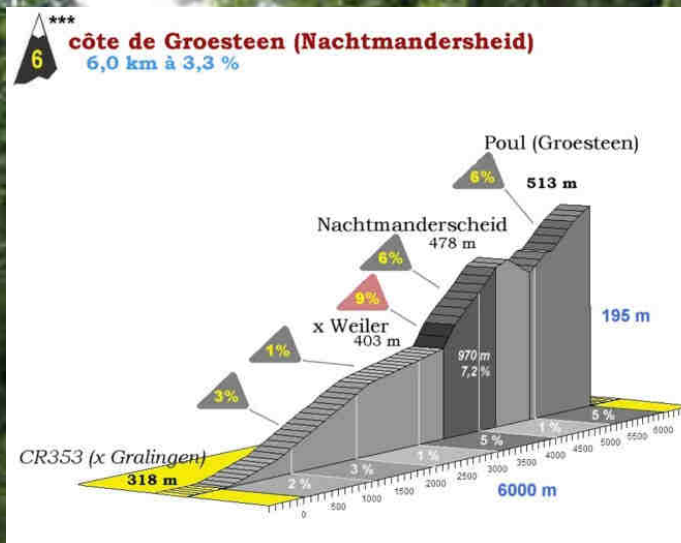 ***
6
côte de Groesteen (Nachtmandersheid)
6,0 km à 3,3 %
Poul (Groesteen)
6%
513 m
Nachtmanderscheid
478 m
6%
9%
x Weiler
403 m
195 m
1%
970 m
7,2 %
3%
CR353 (x Gralingen)
318 m
2 %
3 %
1 %
5 %
1 %
5 %
0
500
1000
1500
2000
2500
3000
3500
4000
4500
5000
5500
6000
6000 m